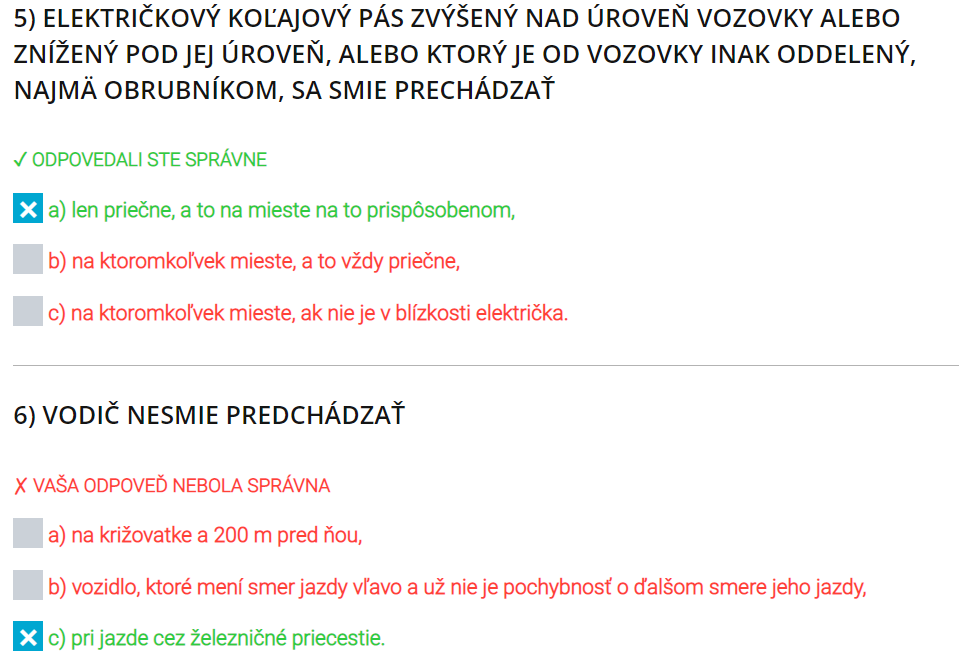 5) ELEKTRIČKOVÝ KOĽAJOVÝ PÁS ZVÝŠENÝ NAD ÚROVEŇ VOZOVKY ALEBO
ZNÍŽENÝ POD JEJ ÚROVEŇ, ALEBO KTORÝ JE OD VOZOVKY INAK ODDELENÝ,
NAJMÄ OBRUBNÍKOM, SA SMIE PRECHÁDZAŤ
✓ ODPOVEDALI STE SPRÁVNE
a) len priečne, a to na mieste na to prispôsobenom,
b) na ktoromkoľvek mieste, a to vždy priečne,
c) na ktoromkoľvek mieste, ak nie je v blízkosti električka.
6) VODIČ NESMIE PREDCHÁDZAŤ
✗ VAŠA ODPOVEĎ NEBOLA SPRÁVNA
a) na križovatke a 200 m pred ňou,
b) vozidlo, ktoré mení smer jazdy vľavo a už nie je pochybnosť o ďalšom smere jeho jazdy,
c) pri jazde cez železničné priecestie.